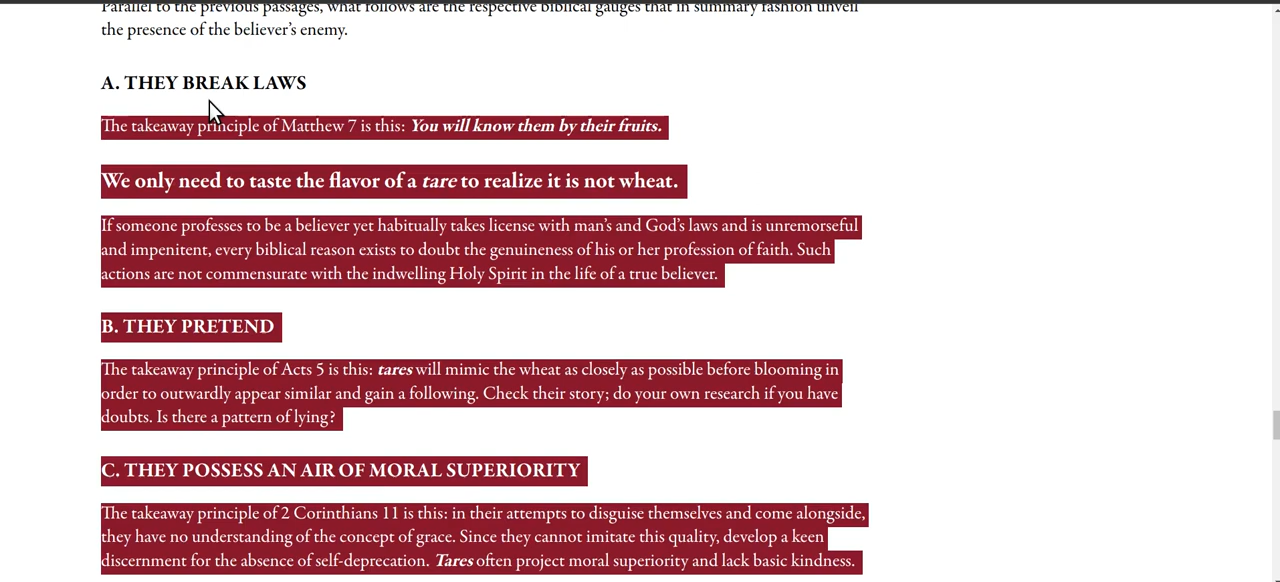 Parallel to the previous passages, what follows are the respective biblical gauges that in summary fashion unveil
the presence of the believer's enemy.
A. THEY BREAK LAWS
The takeaway principle of Matthew 7 is this: You will know them by their fruits.
We only need to taste the flavor of a tare to realize it is not wheat.
If someone professes to be a believer yet habitually takes license with man's and God's laws and is unremorseful
and impenitent, every biblical reason exists to doubt the genuineness of his or her profession of faith. Such
actions are not commensurate with the indwelling Holy Spirit in the life of a true believer.
B. THEY PRETEND
The takeaway principle of Acts 5 is this: tares will mimic the wheat as closely as possible before blooming in
order to outwardly appear similar and gain a following. Check their story; do your own research if you have
doubts. Is there a pattern of lying?
C. THEY POSSESS AN AIR OF MORAL SUPERIORITY
The takeaway principle of 2 Corinthians 11 is this: in their attempts to disguise themselves and come alongside,
they have no understanding of the concept of grace. Since they cannot imitate this quality, develop a keen
discernment for the absence of self-deprecation. Tares often project moral superiority and lack basic kindness.